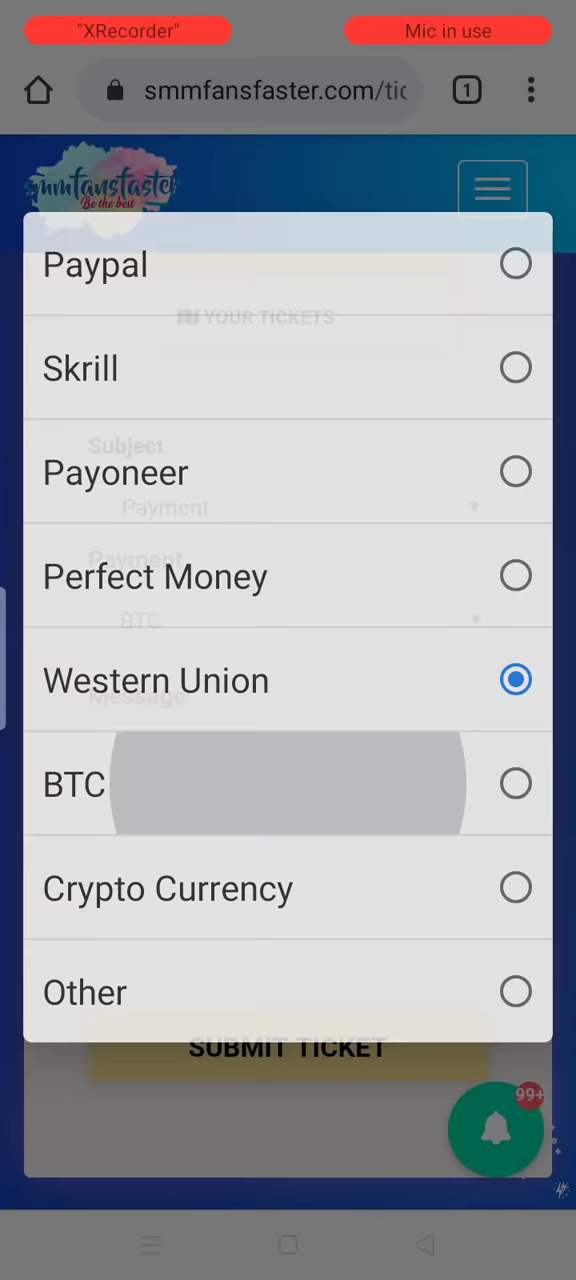 "XRecorder"
Mic in use
smmfansfaster.com/tic
1
smmfansfaster
Be the best
Paypal
YOUR TICKETS
Skrill
Subject
Payoneer
Payment
Payment
Perfect Money
BTC
Western Union
Message
BTC
Crypto Currency
Other
SUBMIT TICKET
99+